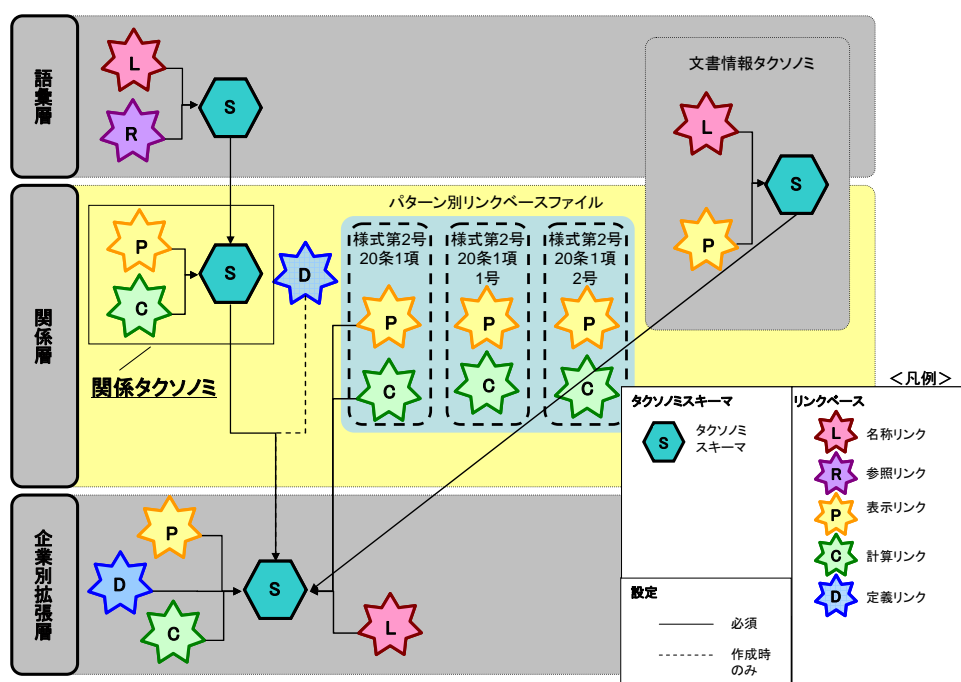 語彙層
L
R
S
文書情報タクソノミ
L
P
S
関係層
P
C
S
D
関係タクソノミ
パターン別リンクベースファイル
様式第2号
20条1項
P
C
様式第2号
20条1項
1号
P
C
様式第2号
20条1項
2号
P
C
企業別拡張層
P
D
C
S
L
<凡例>
タクソノミスキーマ
S
タクソノミ
スキーマ
設定
必須
作成時
のみ
リンクベース
L
名称リンク
R
参照リンク
P
表示リンク
C
計算リンク
D
定義リンク